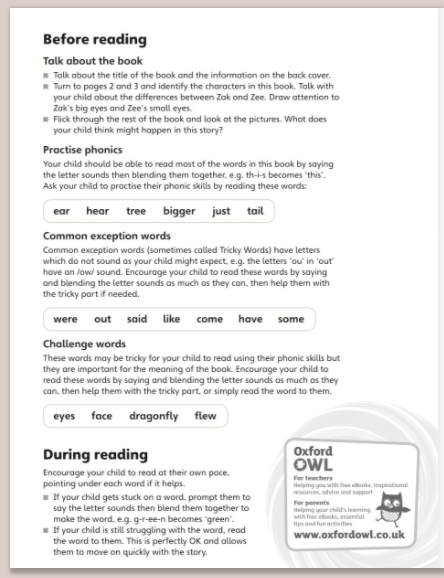 Before reading
Talk about the book
Talk about the title of the book and the information on the back cover.
Turn to pages 2 and 3 and identify the characters in this book. Talk with
your child about the differences between Zak and Zee. Draw attention to
Zak's big eyes and Zee's small eyes.
Flick through the rest of the book and look at the pictures. What does
your child think might happen in this story?
Practise phonics
Your child should be able to read most of the words in this book by saying
the letter sounds then blending them together, e.g. th-i-s becomes 'this'.
Ask your child to practise their phonic skills by reading these words:
ear hear tree bigger just tail
Common exception words
Common exception words (sometimes called Tricky Words) have letters
which do not sound as your child might expect, e.g. the letters 'ou' in 'out'
have an /ow/ sound. Encourage your child to read these words by saying
and blending the letter sounds as much as they can, then help them with
the tricky part if needed.
were out said like come have some
Challenge words
These words may be tricky for your child to read using their phonic skills but
they are important for the meaning of the book. Encourage your child to
read these words by saying and blending the letter sounds as much as they
can, then help them with the tricky part, or simply read the word to them.
eyes face dragonfly flew
During reading
Encourage your child to read at their own pace,
pointing under each word if it helps.
If your child gets stuck on a word, prompt them to
say the letter sounds then blend them together to
make the word, e.g. g-r-ee-n becomes 'green'.
If your child is still struggling with the word, read
the word to them. This is perfectly OK and allows
them to move on quickly with the story.
Oxford
OWL
For teachers
Helping you with free eBooks, inspirational
resources, advice and support
For parents
Helping your child's learning
with free eBooks, essential
tips and fun activities
www.oxfordowl.co.uk